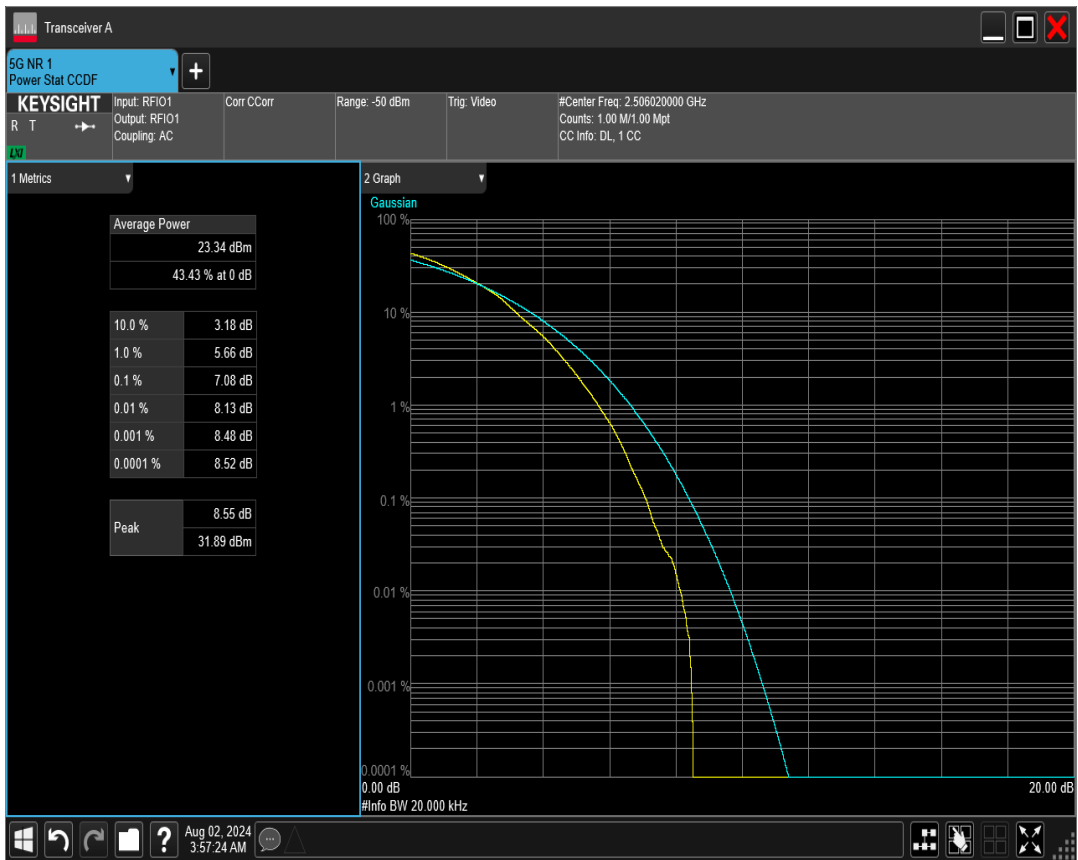 Transceiver A
5G NR 1
Power Stat CCDF
+
KEYSIGHT
R T
LXI
Input: RFIO1
Output: RFIO1
Coupling: AC
Corr CCorr
Range: -50 dBm
Trig: Video
#Center Freq: 2.506020000 GHz
Counts: 1.00 M/1.00 Mpt
CC Info: DL, 1 CC
1 Metrics
Average Power
23.34 dBm
43.43 % at 0 dB
10.0 % 3.18 dB
1.0 % 5.66 dB
0.1 % 7.08 dB
0.01 % 8.13 dB
0.001 % 8.48 dB
0.0001 % 8.52 dB
Peak
8.55 dB
31.89 dBm
2 Graph
Gaussian
100 %
10 %
1 %
0.1 %
0.01 %
0.001 %
0.0001 %
0.00 dB 20.00 dB
#Info BW 20.000 kHz
?
Aug 02, 2024
3:57:24 AM